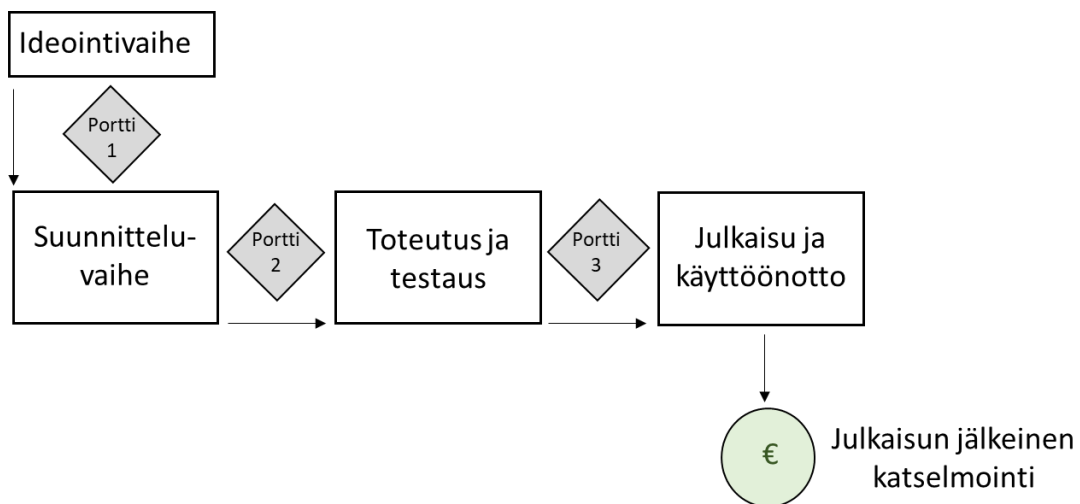 Ideointivaihe
Portti
1
Suunnittelu-
vaihe
Portti
2
Toteutus ja
testaus
Portti
3
Julkaisu ja
käyttöönotto
€
Julkaisun jälkeinen
katselmointi